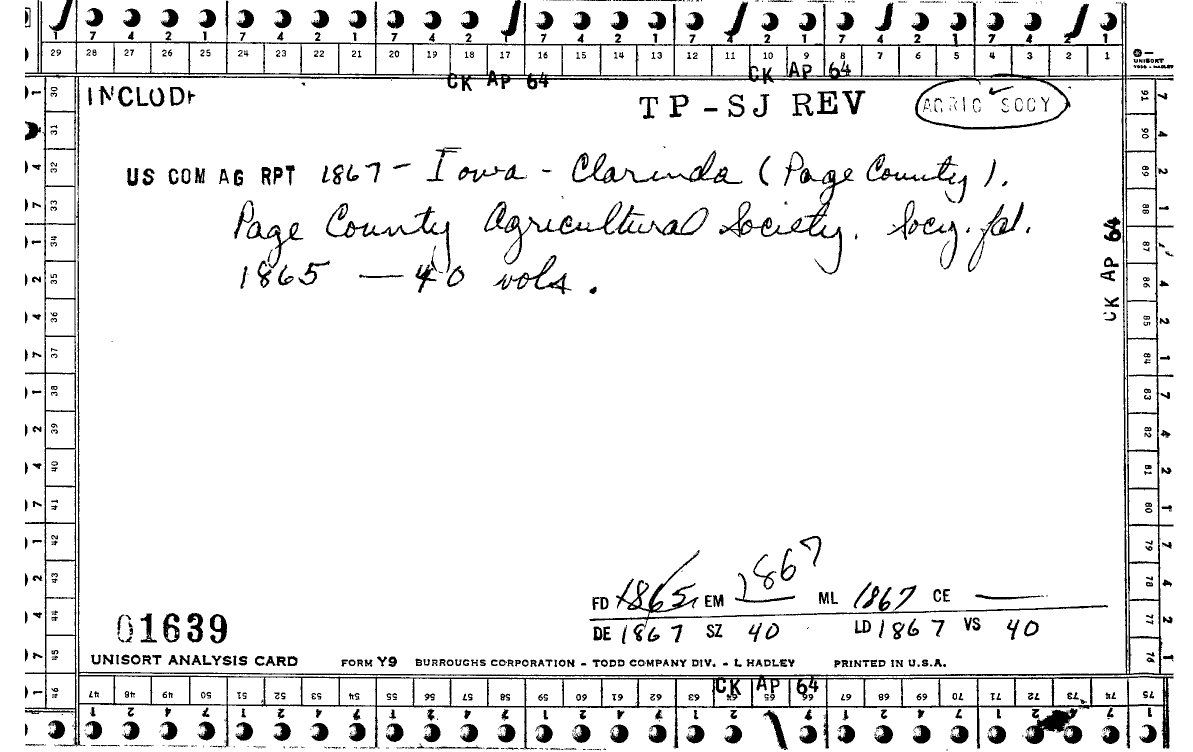 1 7 4 2 1 7 4 2 1 7 4 2 1 7 4 2 1 7 4 2 1 7 4 2 1 7 4 2 1
29 28 27 26 25 24 23 22 21 20 19 18 17 16 15 14 13 12 11 10 9 8 7 6 5 4 3 2 1
UNISORT
TODD - HADLEY
CK AP 64 CK AP 64
INCLUDE TP-SJ REV AGRIC SOCY
US COM AG RPT 1867 - Iowa - Clarinda (Page County).
Page County Agricultural Society. Socy. fd.
1865 — 40 vols.
CK AP 64
30 31 32 33 34 35 36 37 38 39 40 41 42 43 44 45 46
91 90 89 88 87 86 85 84 83 82 81 80 79 78 77 76
FD 1865 EM 1867 ML 1867 CE —
DE 1867 SZ 40 LD 1867 VS 40
01639
UNISORT ANALYSIS CARD FORM Y9 BURROUGHS CORPORATION - TODD COMPANY DIV. - L HADLEY PRINTED IN U.S.A.
CK AP 64
47 48 49 50 51 52 53 54 55 56 57 58 59 60 61 62 63 64 65 66 67 68 69 70 71 72 73 74 75